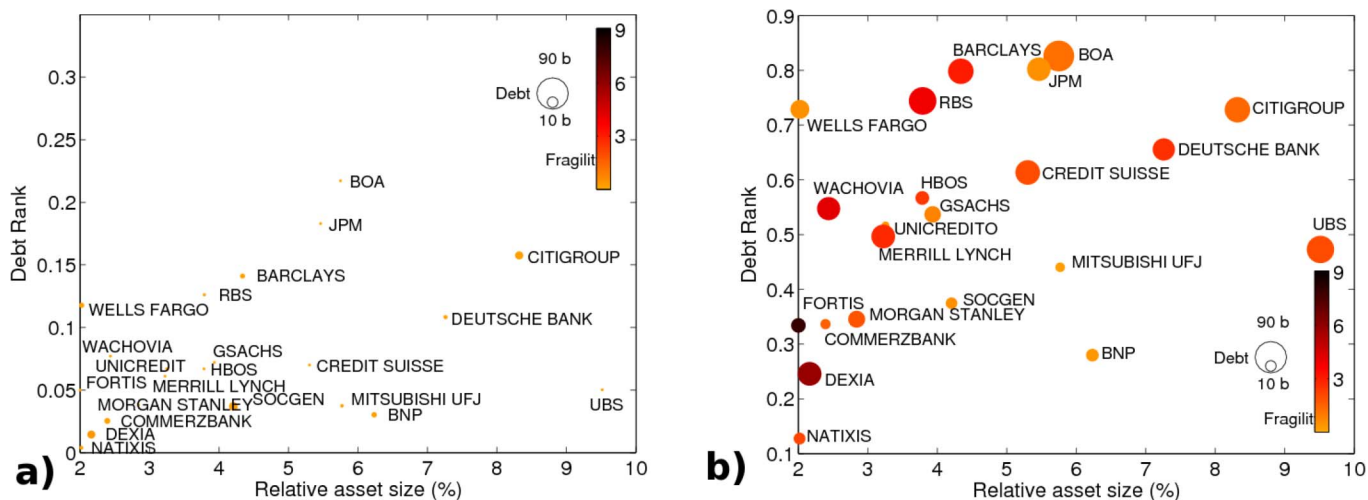 0.3
0.25
0.2
0.15
0.1
0.05
0
Debt Rank
2
3
4
5
6
7
8
9
10
Relative asset size (%)
a)
90 b
Debt
10 b
Fragilit
9
6
3
BOA
JPM
CITIGROUP
BARCLAYS
RBS
WELLS FARGO
DEUTSCHE BANK
WACHOVIA
GSACHS
UNICREDIT
HBOS
CREDIT SUISSE
FORTIS
MERRILL LYNCH
MORGAN STANLEY
SOCGEN
MITSUBISHI UFJ
UBS
COMMERZBANK
BNP
DEXIA
NATIXIS
0.9
0.8
0.7
0.6
0.5
0.4
0.3
0.2
0.1
Debt Rank
2
3
4
5
6
7
8
9
10
Relative asset size (%)
b)
BARCLAYS
BOA
JPM
RBS
CITIGROUP
WELLS FARGO
DEUTSCHE BANK
CREDIT SUISSE
HBOS
WACHOVIA
GSACHS
UNICREDITO
UBS
MERRILL LYNCH
MITSUBISHI UFJ
FORTIS
SOCGEN
MORGAN STANLEY
COMMERZBANK
BNP
DEXIA
NATIXIS
90 b
Debt
10 b
Fragilit
9
6
3